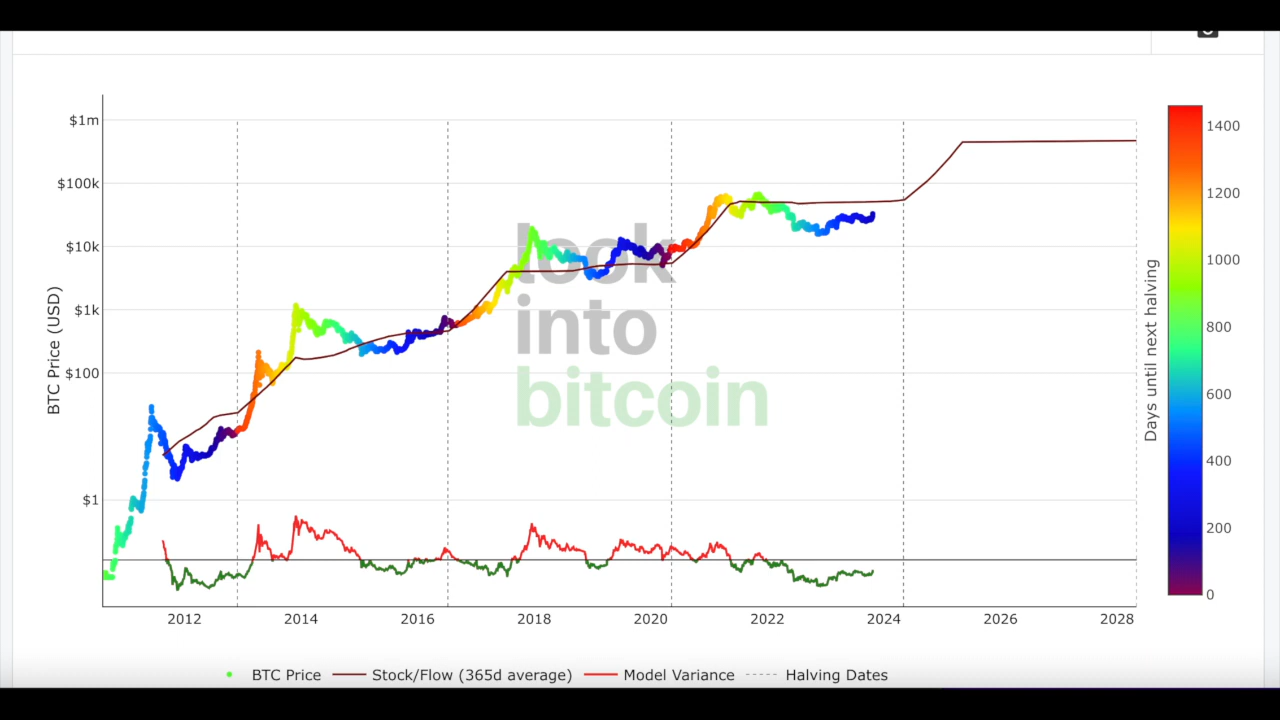 $1m
$100k
$10k
$1k
$100
$1
BTC Price (USD)
look
into
bitcoin
2012 2014 2016 2018 2020 2022 2024 2026 2028
1400
1200
1000
800
600
400
200
0
Days until next halving
BTC Price Stock/Flow (365d average) Model Variance Halving Dates